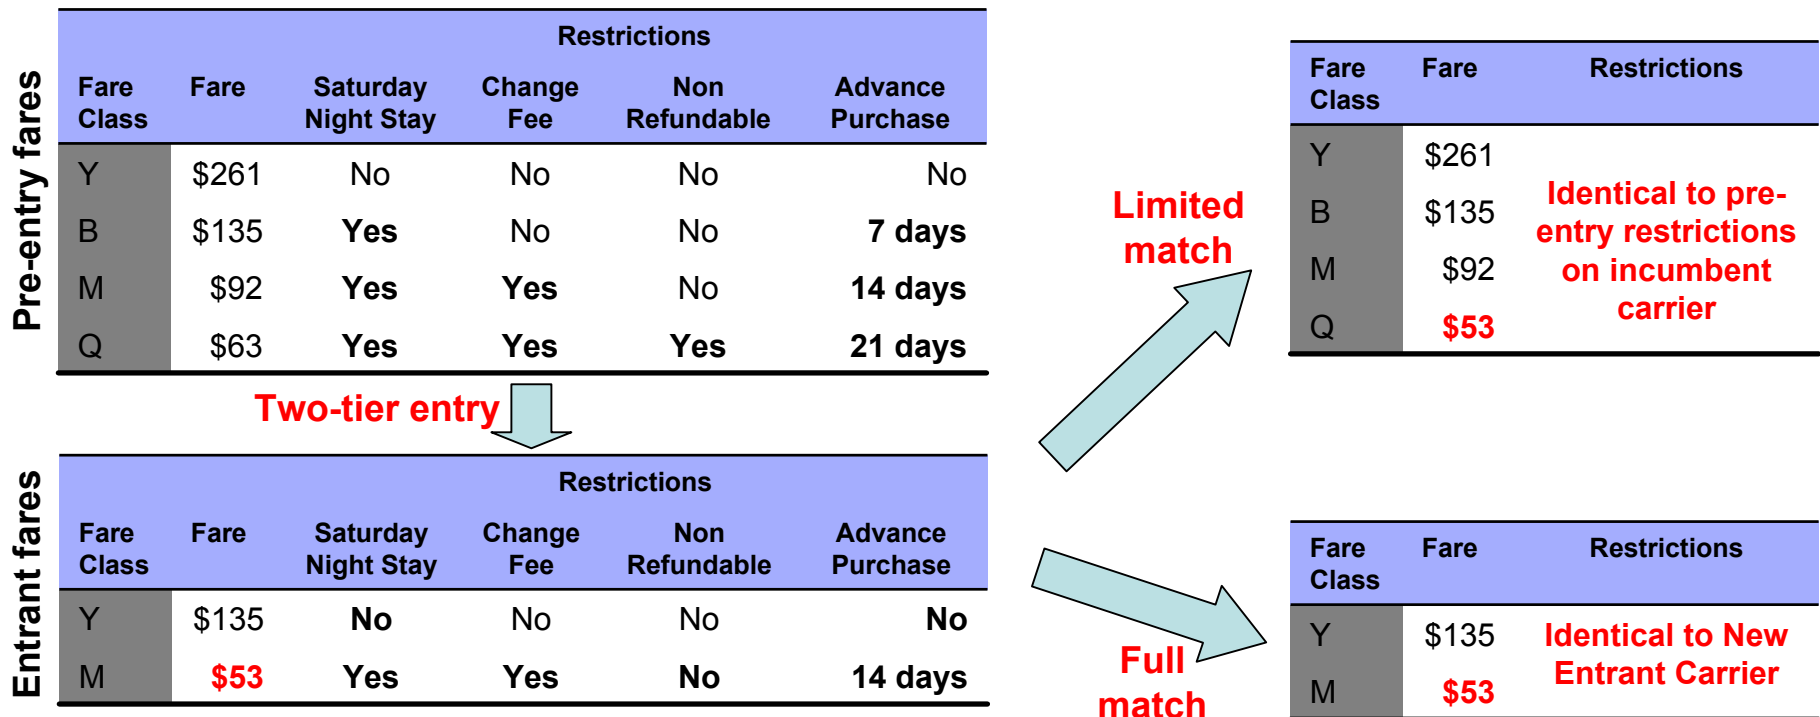 Pre-entry fares
Restrictions
Fare Class Fare Saturday Night Stay Change Fee Non Refundable Advance Purchase
Y $261 No No No No
B $135 Yes No No 7 days
M $92 Yes Yes No 14 days
Q $63 Yes Yes Yes 21 days
Two-tier entry
Entrant fares
Restrictions
Fare Class Fare Saturday Night Stay Change Fee Non Refundable Advance Purchase
Y $135 No No No No
M $53 Yes Yes No 14 days
Limited
match
Fare Class Fare Restrictions
Y $261
B $135
M $92
Q $53
Identical to pre-
entry restrictions
on incumbent
carrier
Full
match
Fare Class Fare Restrictions
Y $135
M $53
Identical to New
Entrant Carrier